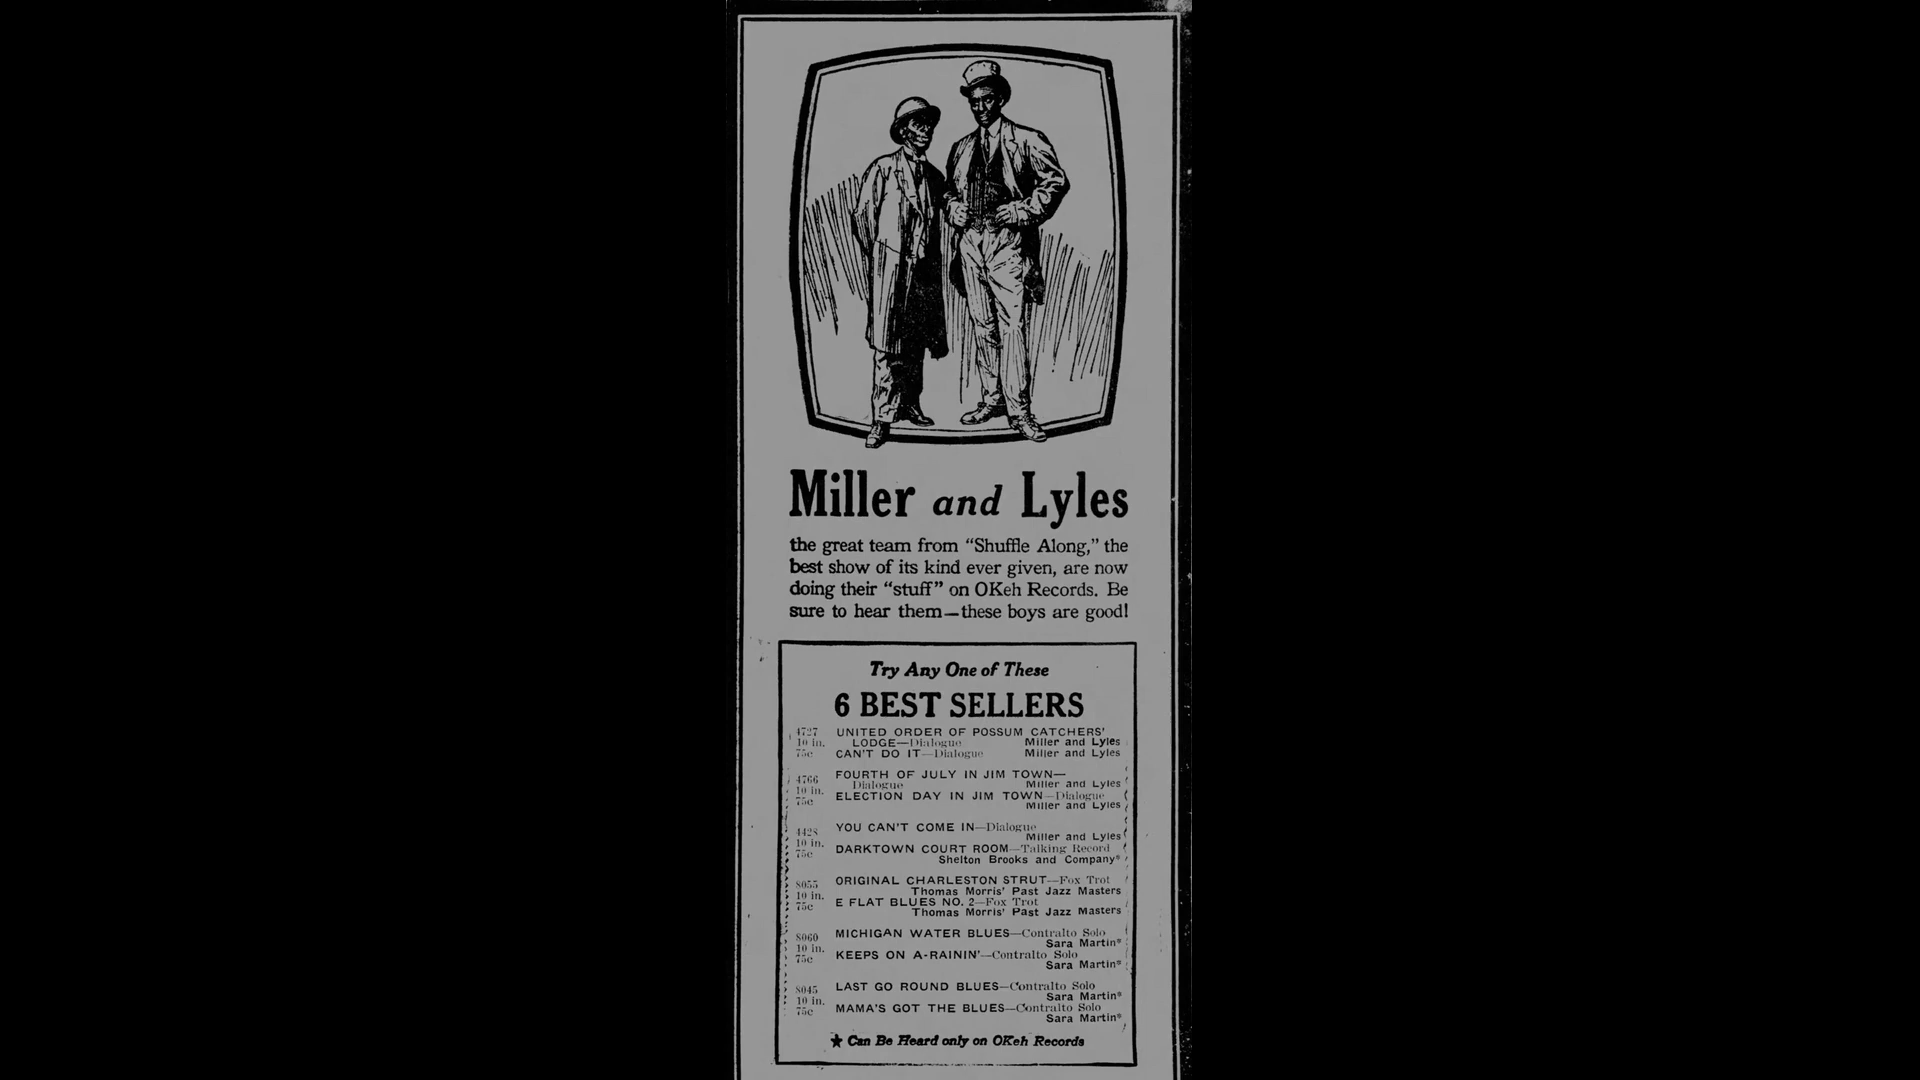 Miller and Lyles
the great team from “Shuffle Along,” the
best show of its kind ever given, are now
doing their “stuff” on OKeh Records. Be
sure to hear them—these boys are good!
Try Any One of These
6 BEST SELLERS
4727
10 in.
75c
UNITED ORDER OF POSSUM CATCHERS'
LODGE—Dialogue Miller and Lyles
CAN'T DO IT—Dialogue Miller and Lyles
4766
10 in.
75c
FOURTH OF JULY IN JIM TOWN—
Dialogue Miller and Lyles
ELECTION DAY IN JIM TOWN—Dialogue
Miller and Lyles
4428
10 in.
75c
YOU CAN'T COME IN—Dialogue
Miller and Lyles
DARKTOWN COURT ROOM—Talking Record
Shelton Brooks and Company*
8055
10 in.
75c
ORIGINAL CHARLESTON STRUT—Fox Trot
Thomas Morris' Past Jazz Masters
E FLAT BLUES NO. 2—Fox Trot
Thomas Morris' Past Jazz Masters
8060
10 in.
75c
MICHIGAN WATER BLUES—Contralto Solo
Sara Martin*
KEEPS ON A-RAININ'—Contralto Solo
Sara Martin*
8045
10 in.
75c
LAST GO ROUND BLUES—Contralto Solo
Sara Martin*
MAMA'S GOT THE BLUES—Contralto Solo
Sara Martin*
★ Can Be Heard only on OKeh Records